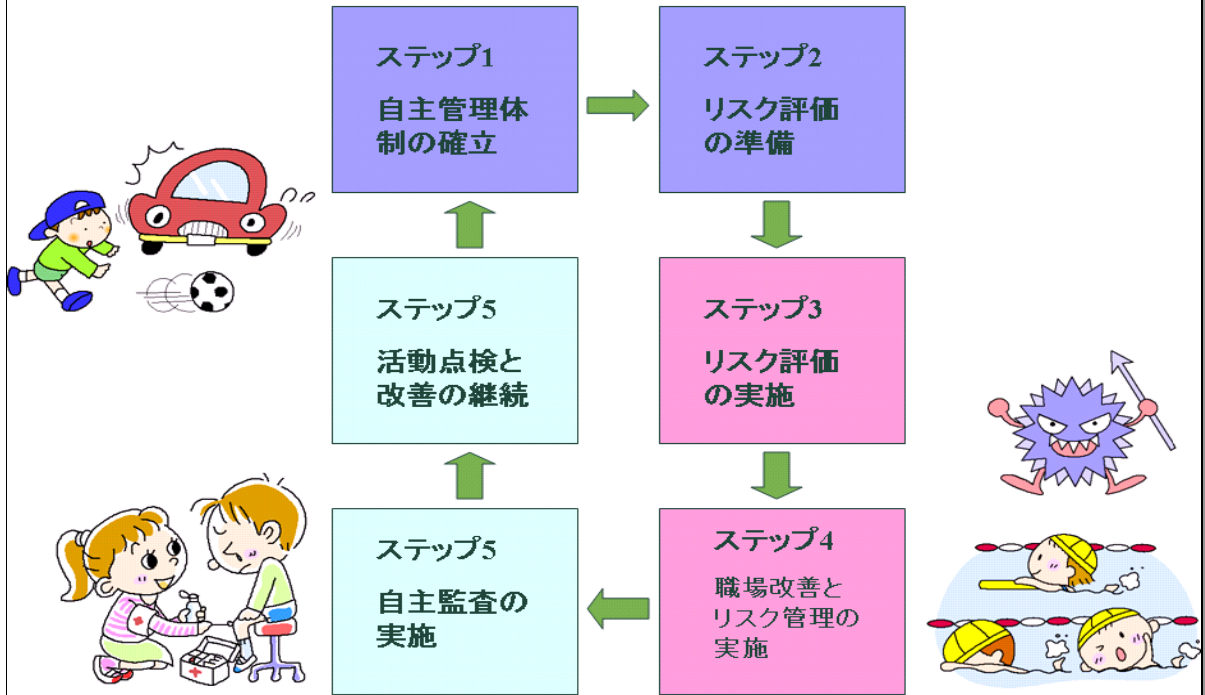 ステップ1
自主管理体
制の確立
ステップ2
リスク評価
の準備
ステップ3
リスク評価
の実施
ステップ4
職場改善と
リスク管理の
実施
ステップ5
自主監査の
実施
ステップ5
活動点検と
改善の継続